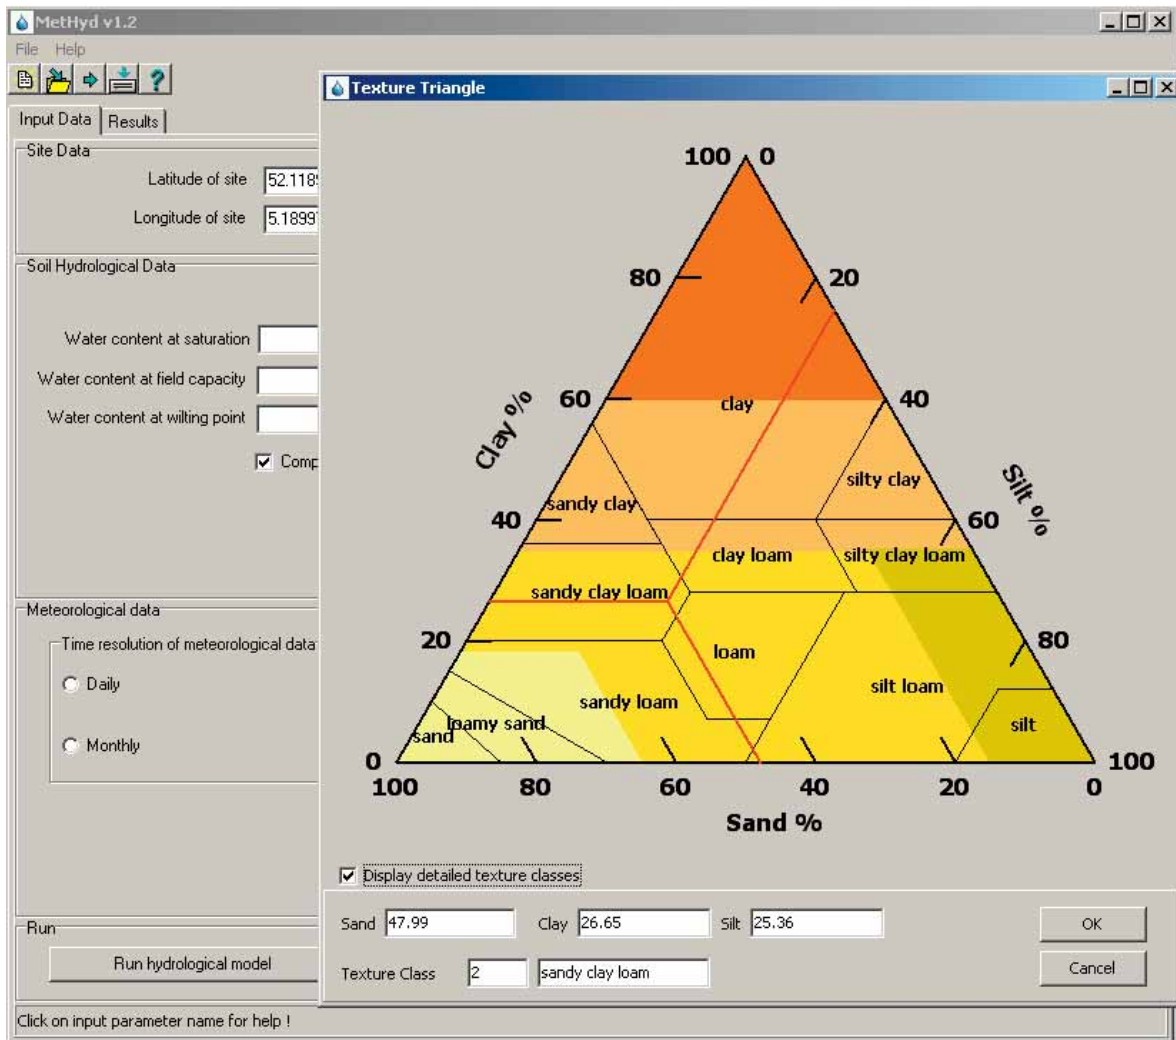 MetHyd v1.2
File Help
Input Data Results
Site Data
Latitude of site 52.1189
Longitude of site 5.1899
Soil Hydrological Data
Water content at saturation
Water content at field capacity
Water content at wilting point
Comp
Meteorological data
Time resolution of meteorological data
Daily
Monthly
Run
Run hydrological model
Click on input parameter name for help !
Texture Triangle
100 0
80 20
60 clay 40
Clay %
Silt %
silty clay
sandy clay
40 60
clay loam silty clay loam
sandy clay loam
20 80
loam
silt loam
sandy loam
loamy sand
sand silt
0 100
100 80 60 40 20 0
Sand %
Display detailed texture classes
Sand 47.99 Clay 26.65 Silt 25.36
OK
Texture Class 2 sandy clay loam
Cancel